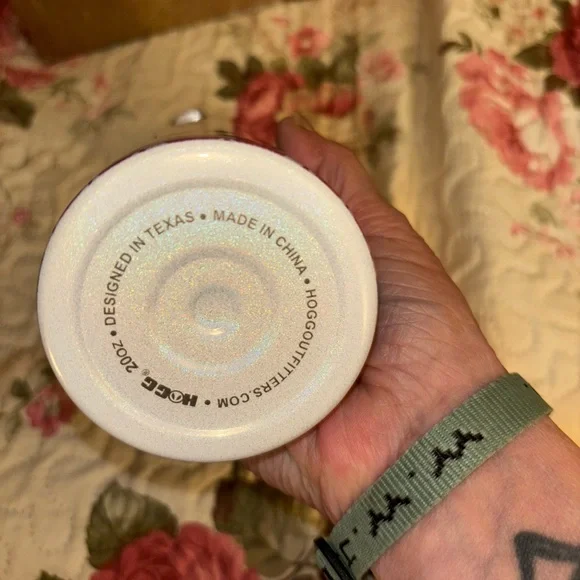 HOGG® 20OZ • DESIGNED IN TEXAS • MADE IN CHINA • HOGGOUTFITTERS.COM •